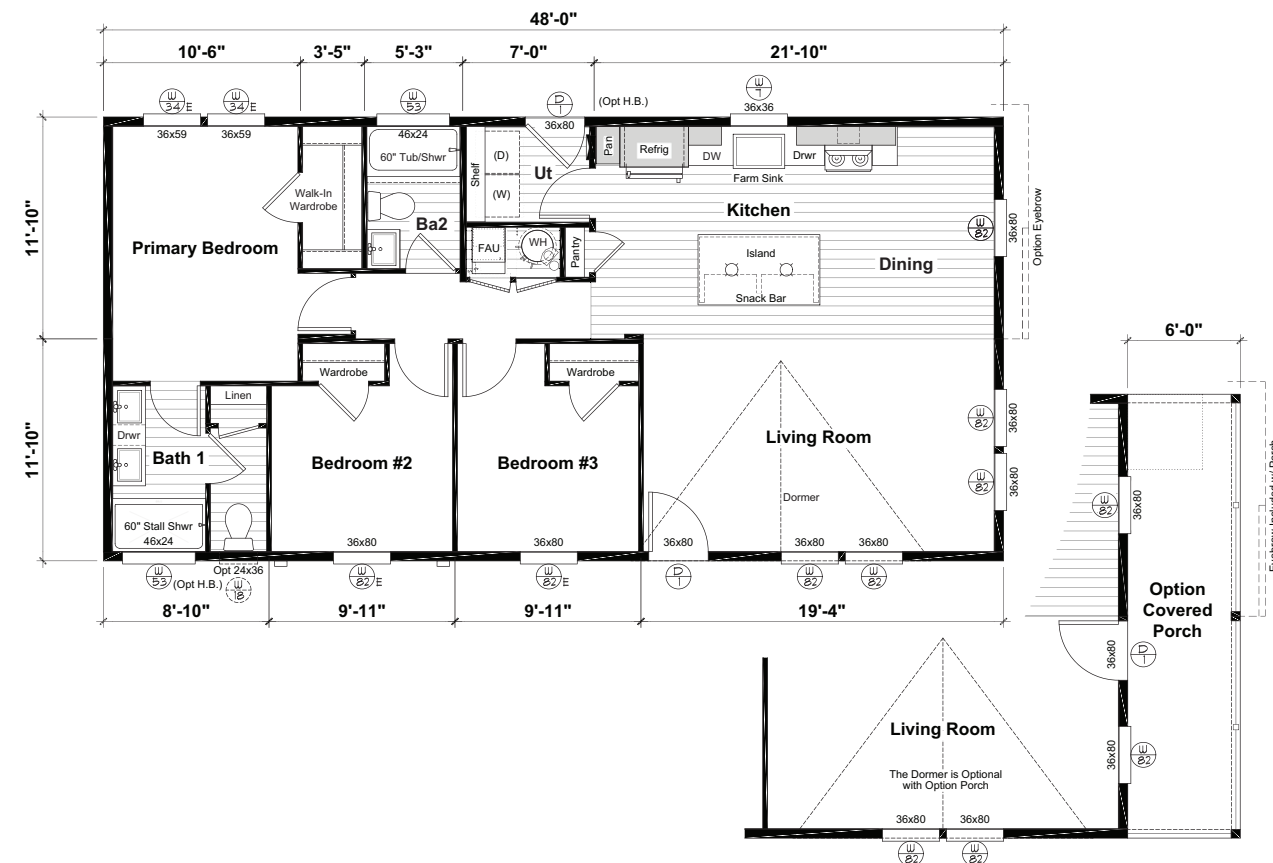 48'-0"
10'-6" 3'-5" 5'-3" 7'-0" 21'-10"
W 34 E W 34 E W 53 D 1 (Opt H.B.) W 7
36x59 36x59 46x24 36x80 36x36
60" Tub/Shwr
Shelf (D) (W) Ut
Pan Refrig DW Farm Sink Drwr
Walk-In
Wardrobe
Ba2
Kitchen
W 82 36x80
Option Eyebrow
11'-10"
Primary Bedroom
FAU WH Pantry
Island
Snack Bar
Dining
6'-0"
11'-10"
Wardrobe Wardrobe
Linen
Drwr
Bath 1
Bedroom #2 Bedroom #3
Living Room
W 82 36x80
W 82 36x80
Dormer
60" Stall Shwr
46x24 36x80 36x80 36x80 36x80 36x80
W 53 (Opt H.B.) Opt 24x36 W 18 W 82 E W 82 E D 1 W 82 W 82
8'-10" 9'-11" 9'-11" 19'-4"
W 82 36x80
Eyebrow Included w/ Porch
Option
Covered
Porch
36x80 D 1
Living Room
36x80 W 82
The Dormer is Optional
with Option Porch
36x80 36x80
W 82 W 82